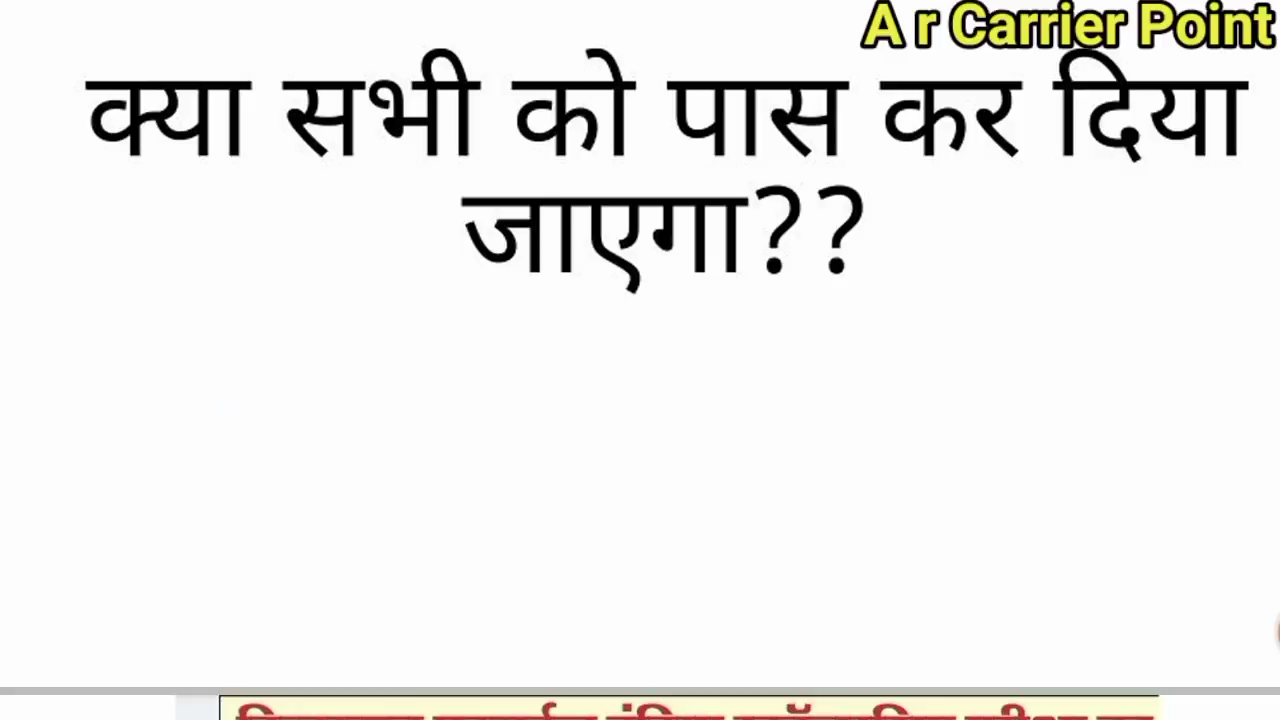 A r Carrier Point
क्या सभी को पास कर दिया
जाएगा??